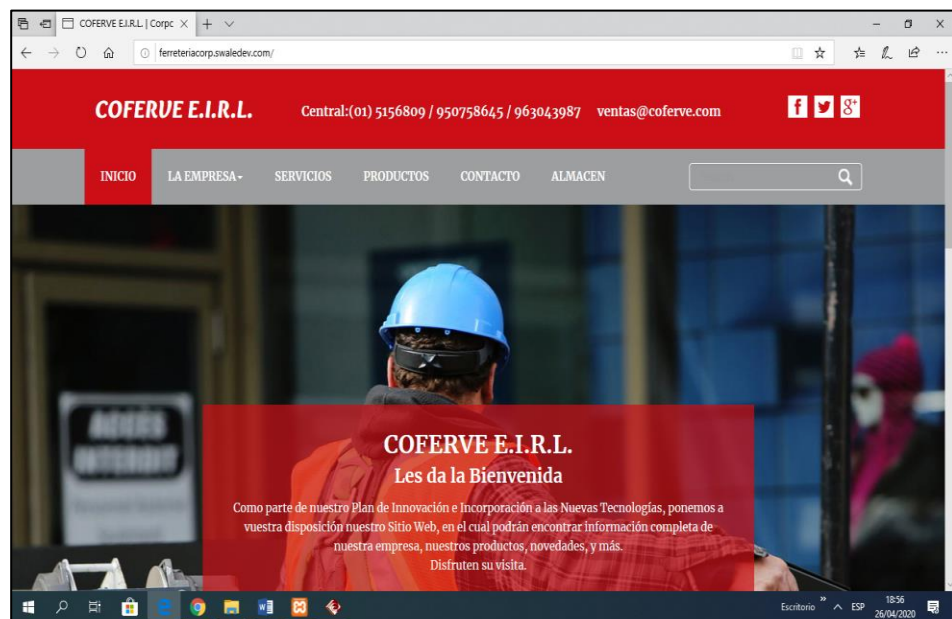 COFERVE E.I.R.L. | Corpc
ferreteriacorp.swaledev.com/
COFERVE E.I.R.L.
Central:(01) 5156809 / 950758645 / 963043987 ventas@coferve.com
INICIO LA EMPRESA SERVICIOS PRODUCTOS CONTACTO ALMACEN
ACCÈS
INTERDIT
COFERVE E.I.R.L.
Les da la Bienvenida
Como parte de nuestro Plan de Innovación e Incorporación a las Nuevas Tecnologías, ponemos a
vuestra disposición nuestro Sitio Web, en el cual podrán encontrar información completa de
nuestra empresa, nuestros productos, novedades, y más.
Disfruten su visita.
Escritorio ESP 18:56
26/04/2020